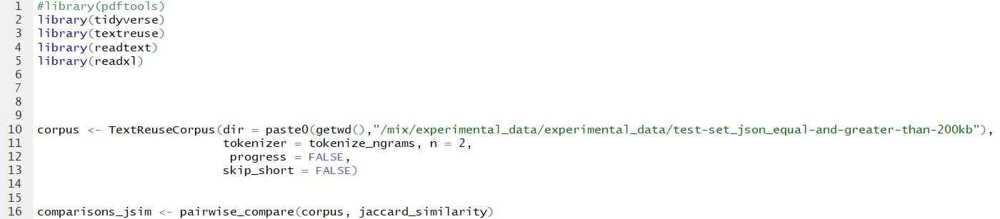 1 #library(pdftools)
2 library(tidyverse)
3 library(textreuse)
4 library(readtext)
5 library(readxl)
6
7
8
9
10 corpus <- TextReuseCorpus(dir = paste0(getwd(),"/mix/experimental_data/experimental_data/test-set_json_equal-and-greater-than-200kb"),
11                           tokenizer = tokenize_ngrams, n = 2,
12                            progress = FALSE,
13                           skip_short = FALSE)
14
15
16 comparisons_jsim <- pairwise_compare(corpus, jaccard_similarity)